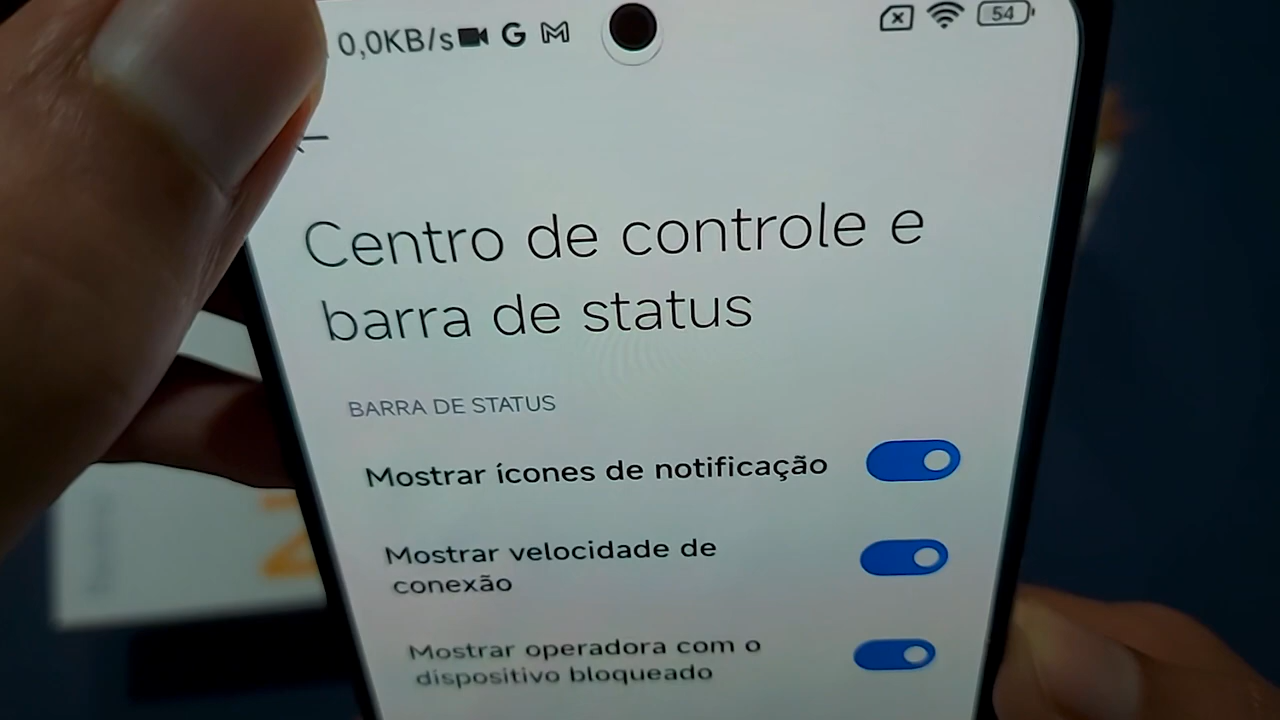 0,0KB/s G M 54
Centro de controle e
barra de status
BARRA DE STATUS
Mostrar ícones de notificação
Mostrar velocidade de
conexão
Mostrar operadora com o
dispositivo bloqueado